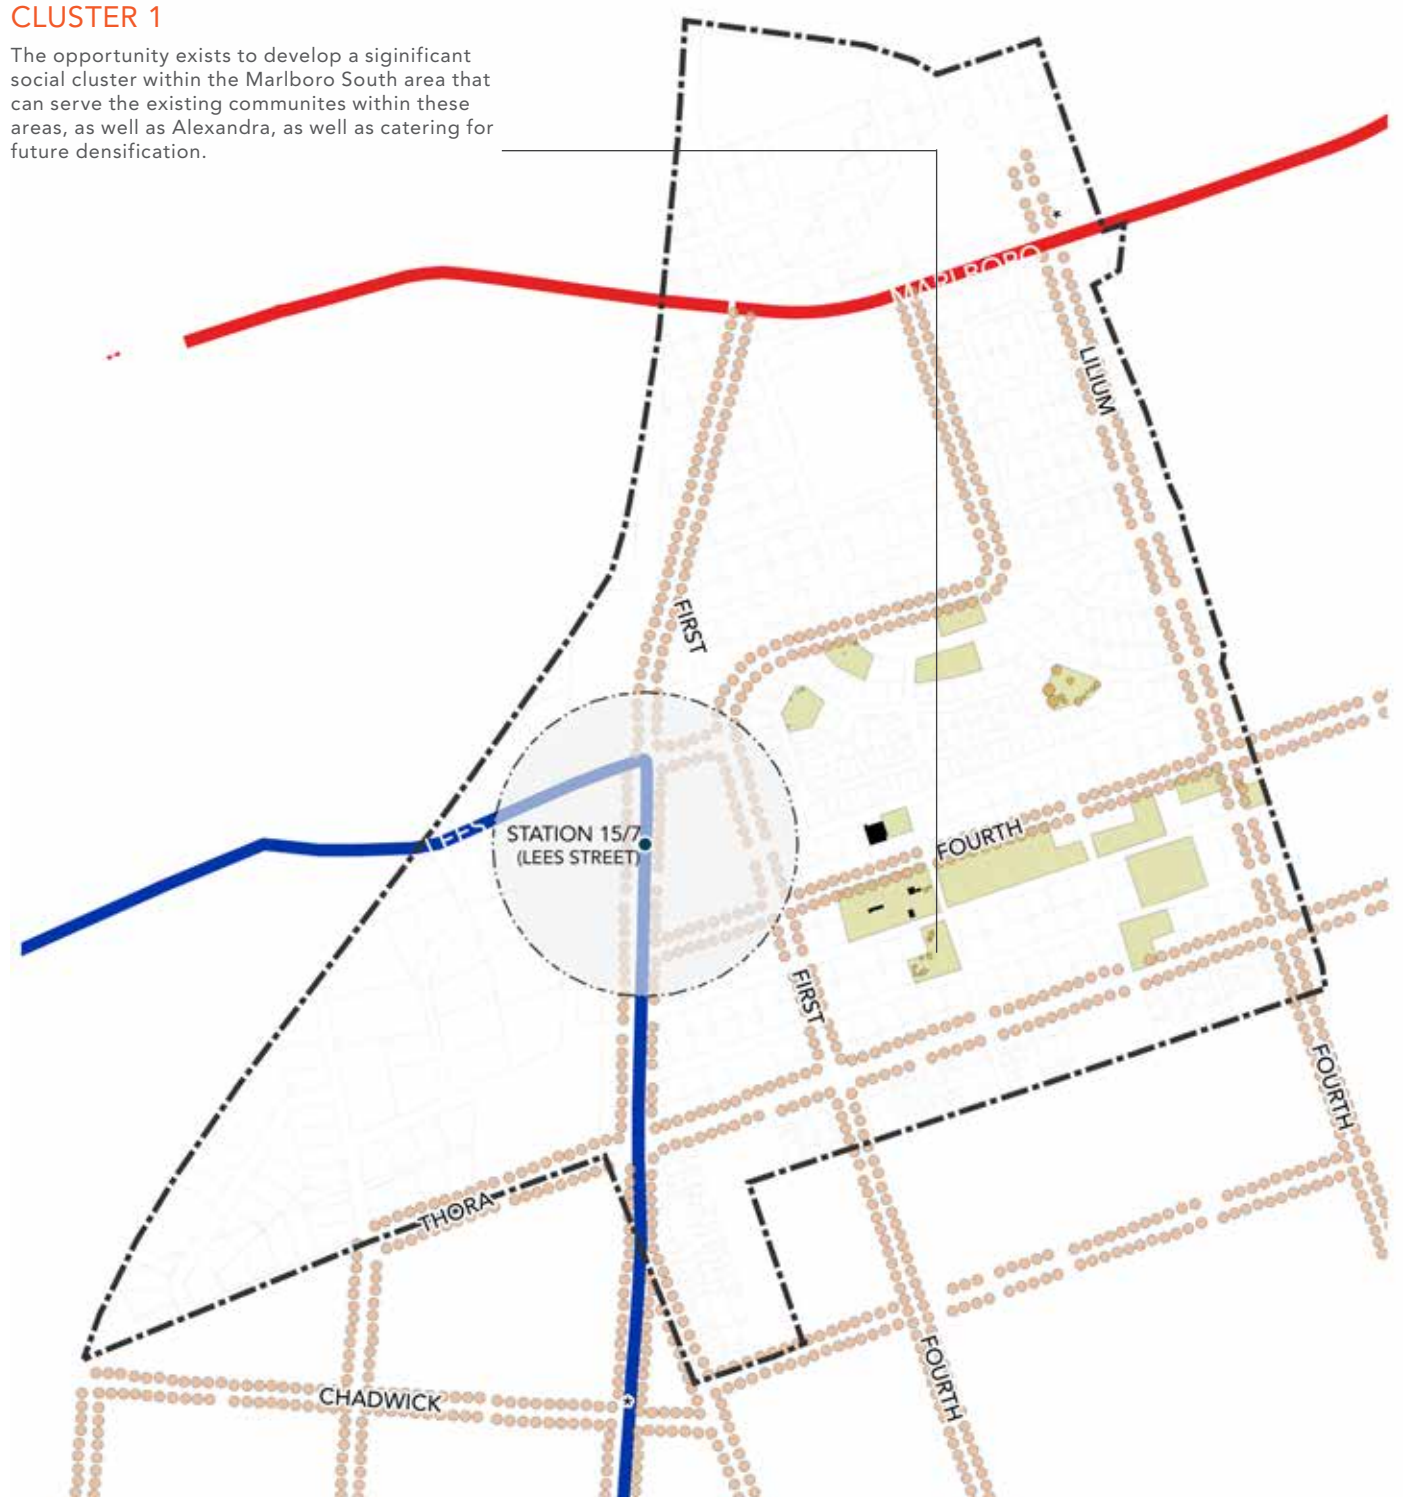 CLUSTER 1
The opportunity exists to develop a siginificant
social cluster within the Marlboro South area that
can serve the existing communites within these
areas, as well as Alexandra, as well as catering for
future densification.
MARLBORO
LILIUM
FIRST
LEES
STATION 15/7
(LEES STREET)
FOURTH
FIRST
FOURTH
THORA
FOURTH
CHADWICK